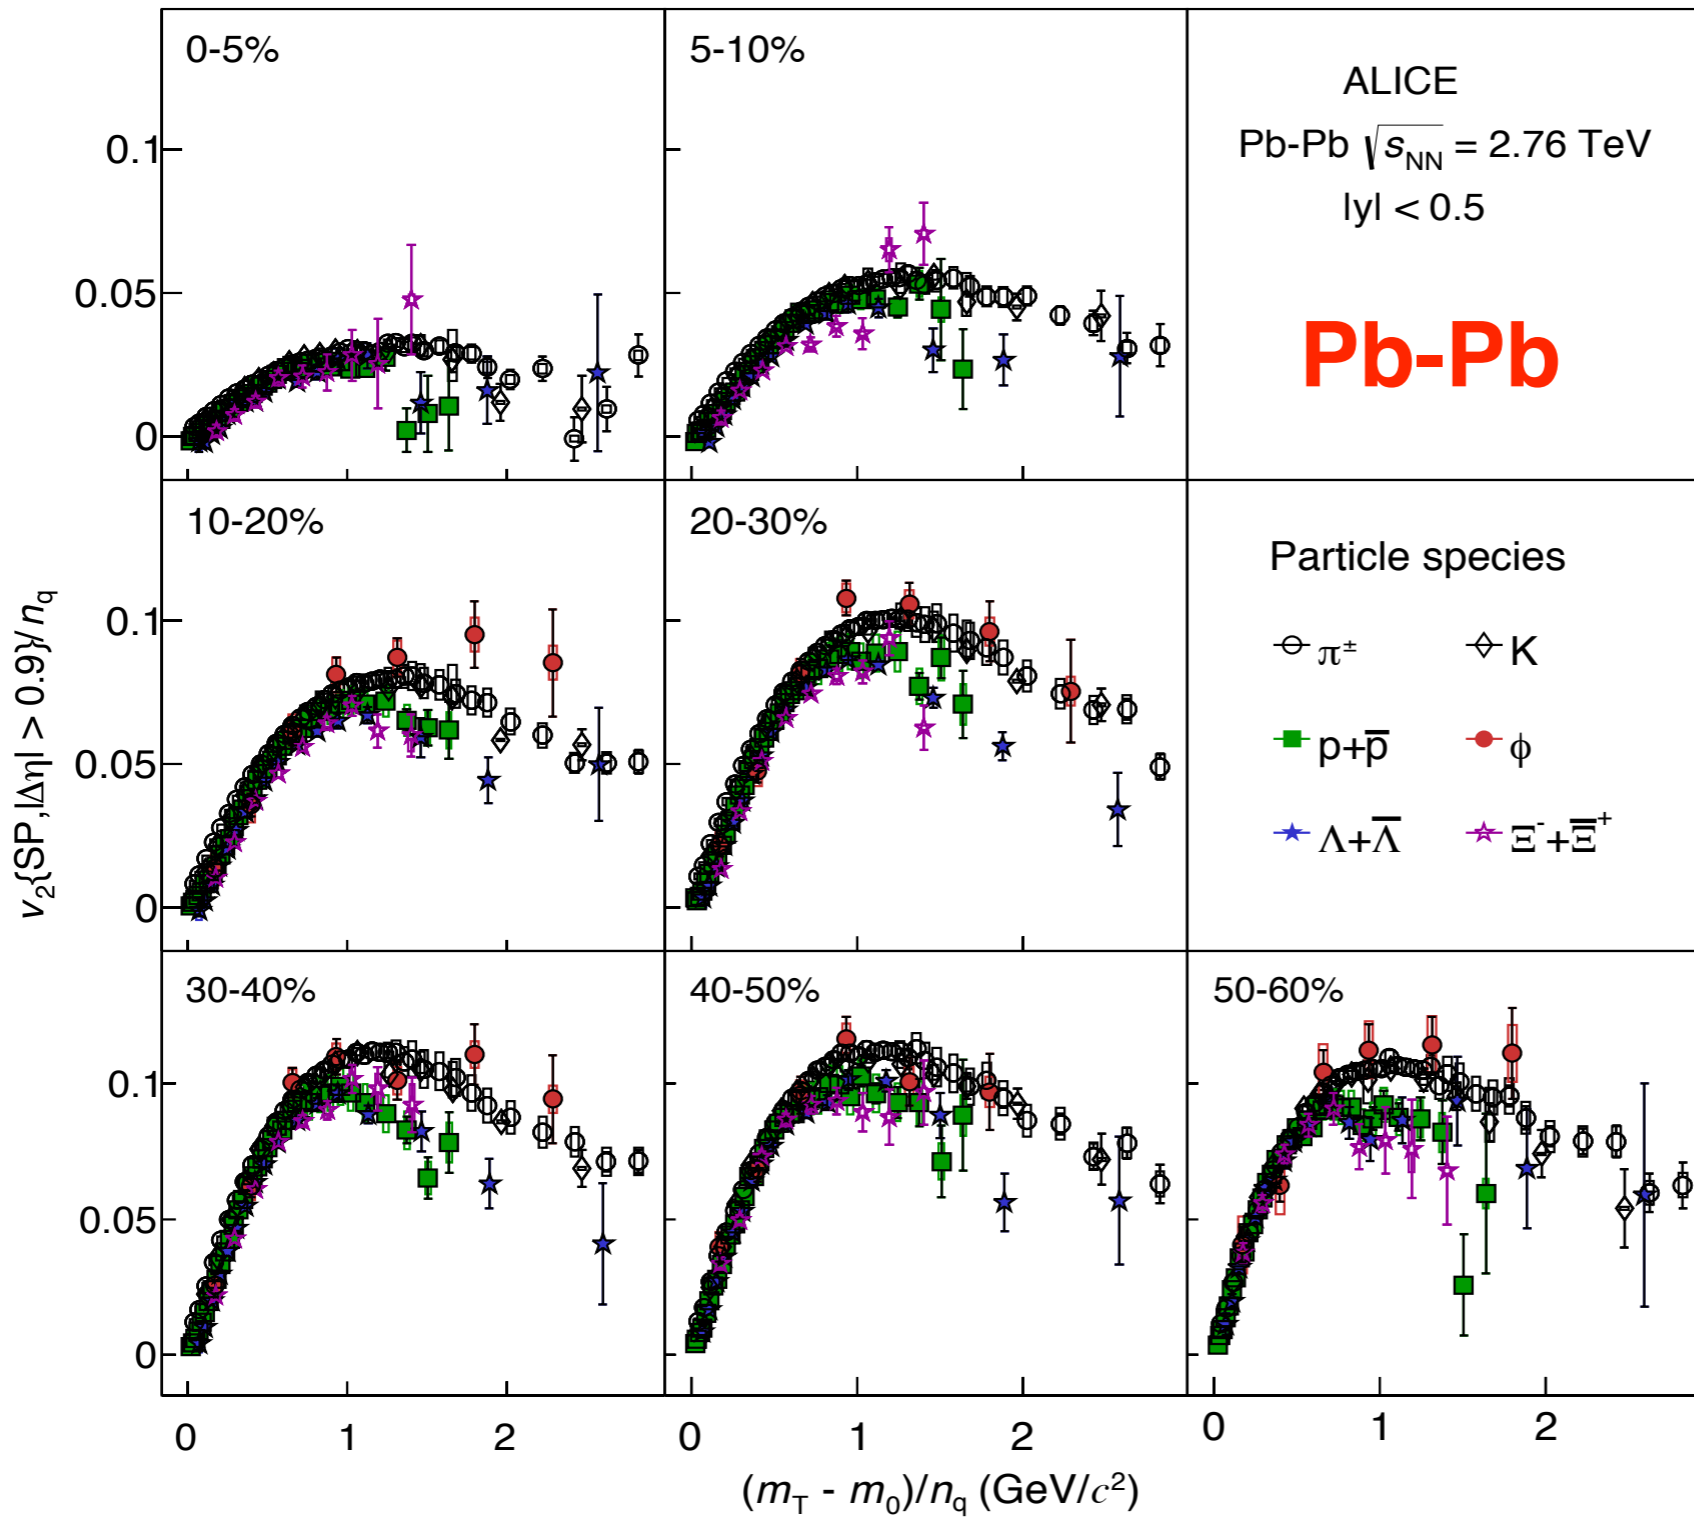 0-5%
5-10%
ALICE
Pb-Pb √sNN = 2.76 TeV
|y| < 0.5
Pb-Pb
0.1
0.05
0
10-20%
20-30%
Particle species
π±
K
p+p̅
ϕ
Λ+Λ̅
Ξ⁻+Ξ̅⁺
0.1
0.05
0
v₂{SP,|Δη| > 0.9}/n_q
30-40%
40-50%
50-60%
0.1
0.05
0
0 1 2
0 1 2
0 1 2
(m_T - m₀)/n_q (GeV/c²)